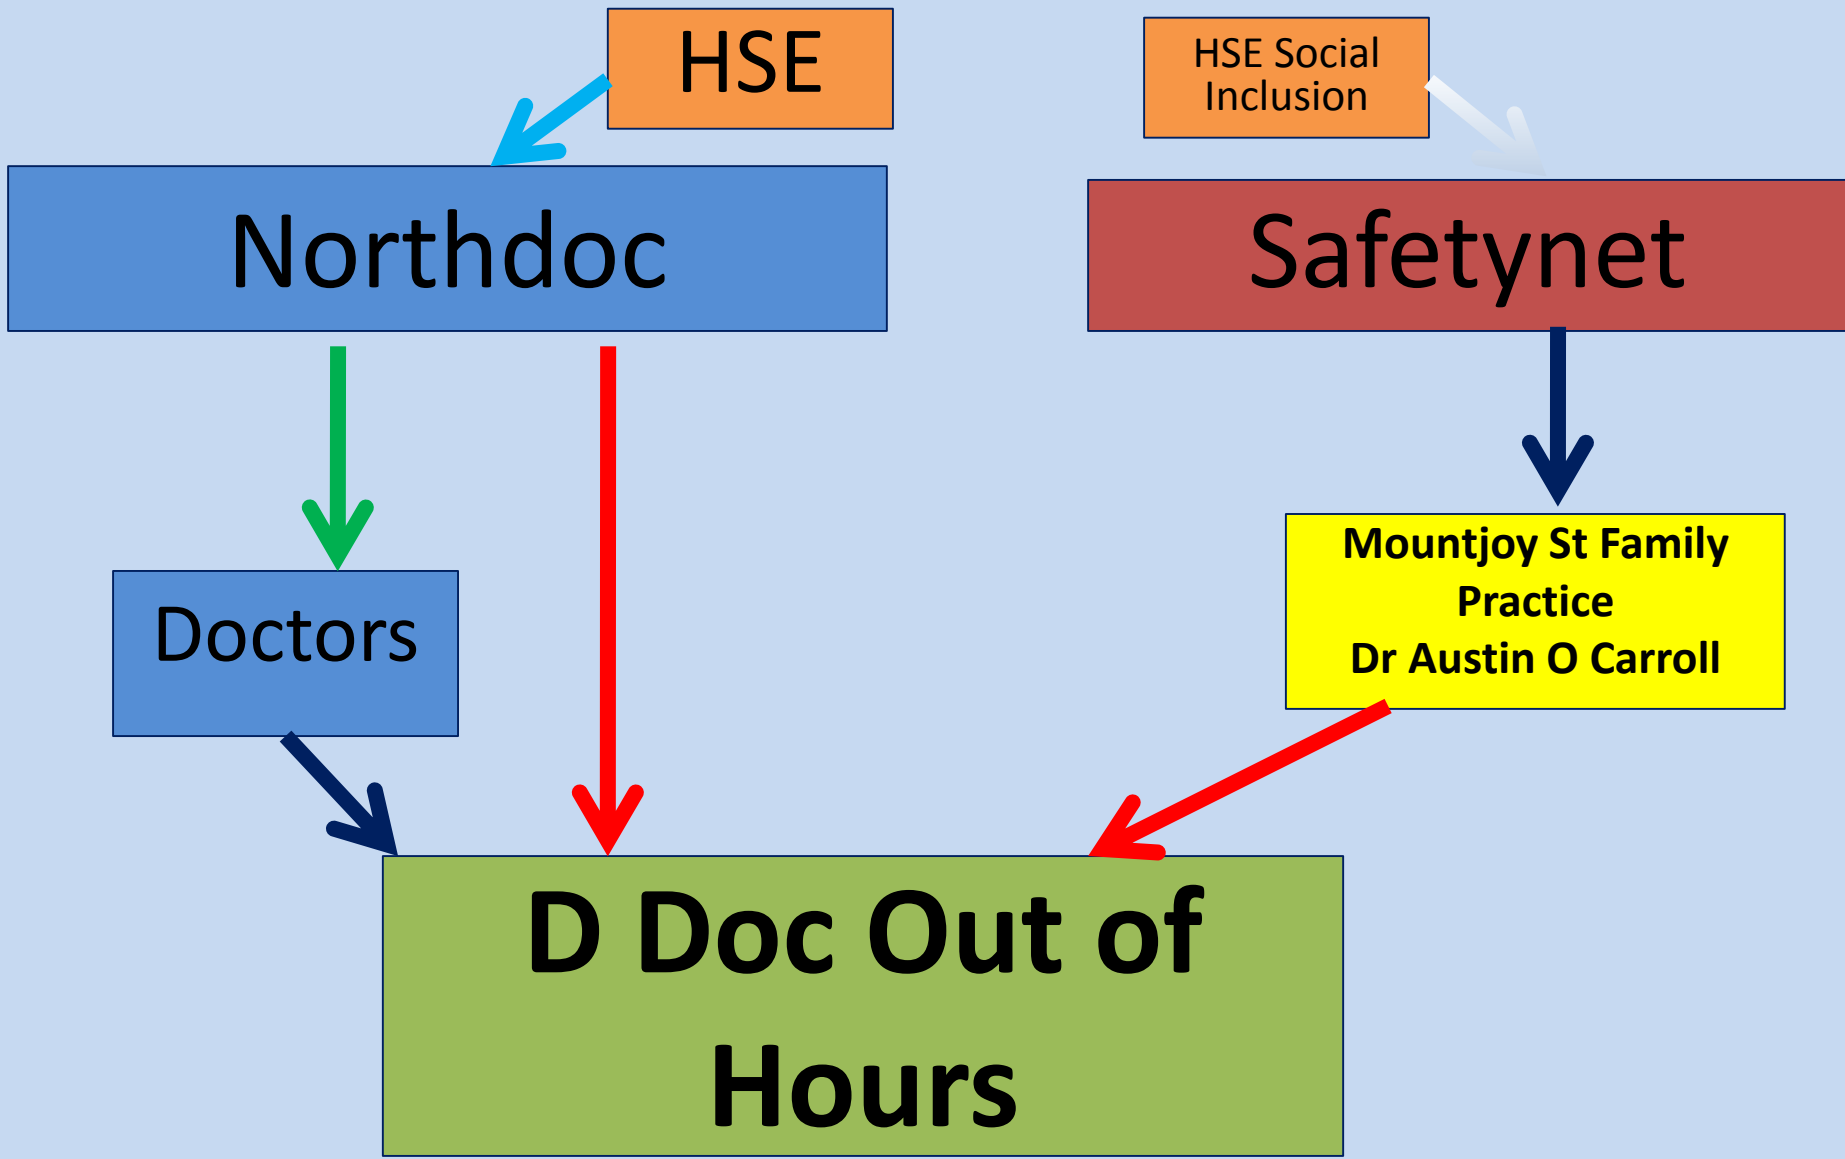 HSE
HSE Social
Inclusion
Northdoc
Safetynet
Doctors
Mountjoy St Family
Practice
Dr Austin O Carroll
D Doc Out of
Hours